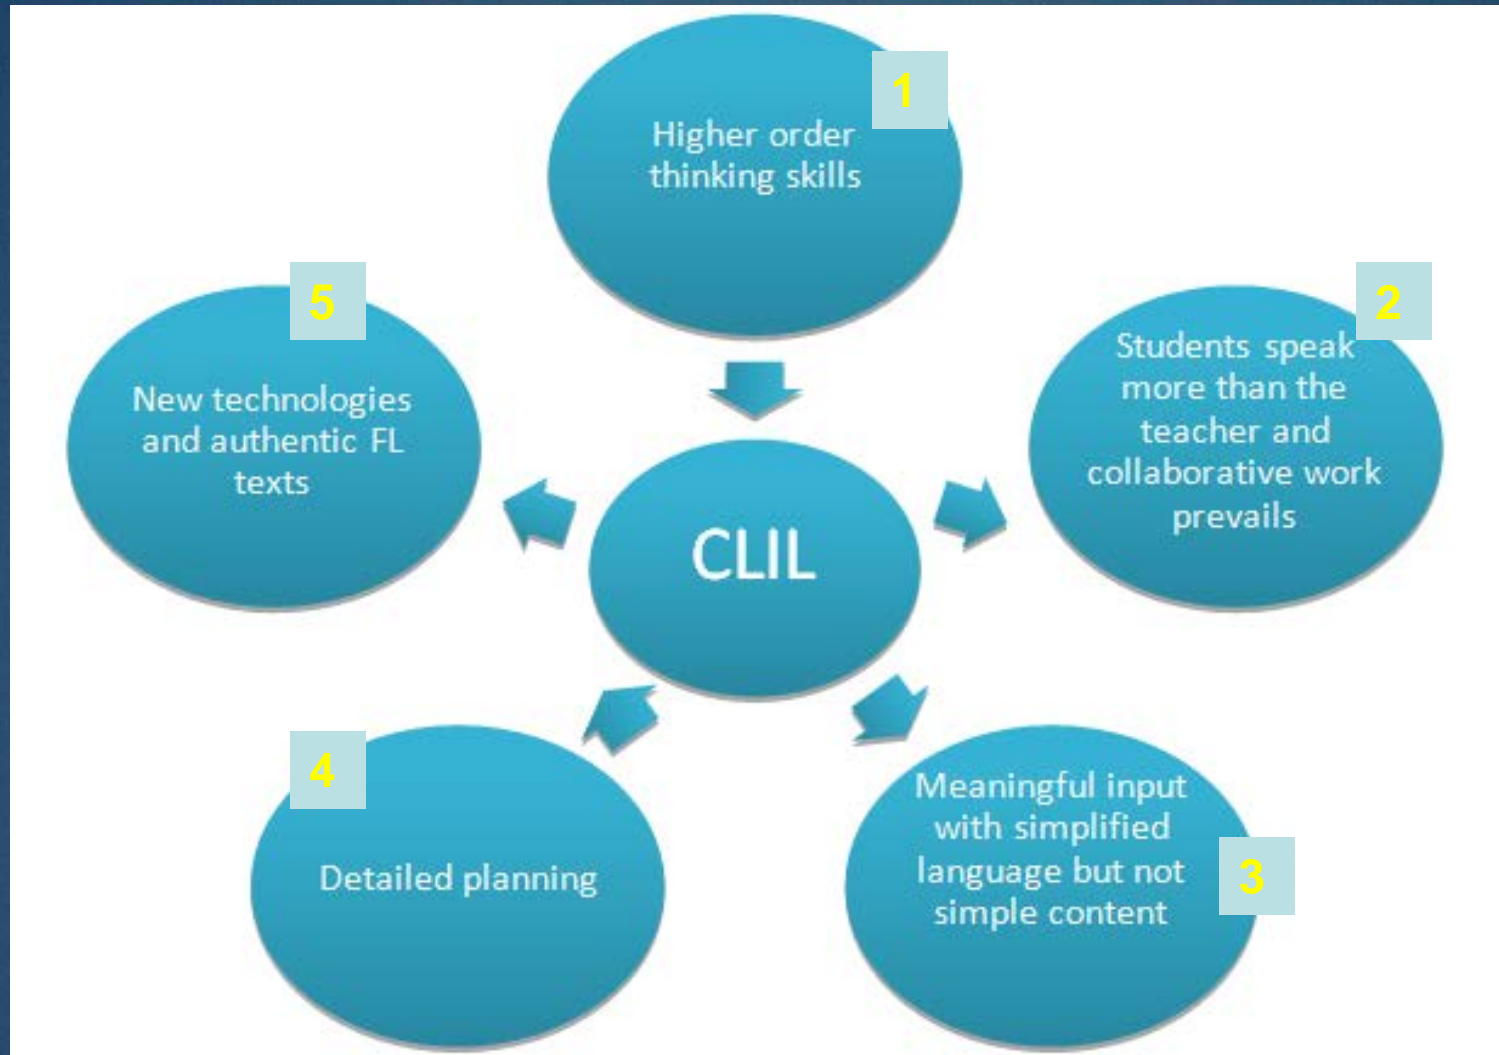 1
Higher order
thinking skills
2
Students speak
more than the
teacher and
collaborative work
prevails
3
Meaningful input
with simplified
language but not
simple content
4
Detailed planning
5
New technologies
and authentic FL
texts
CLIL